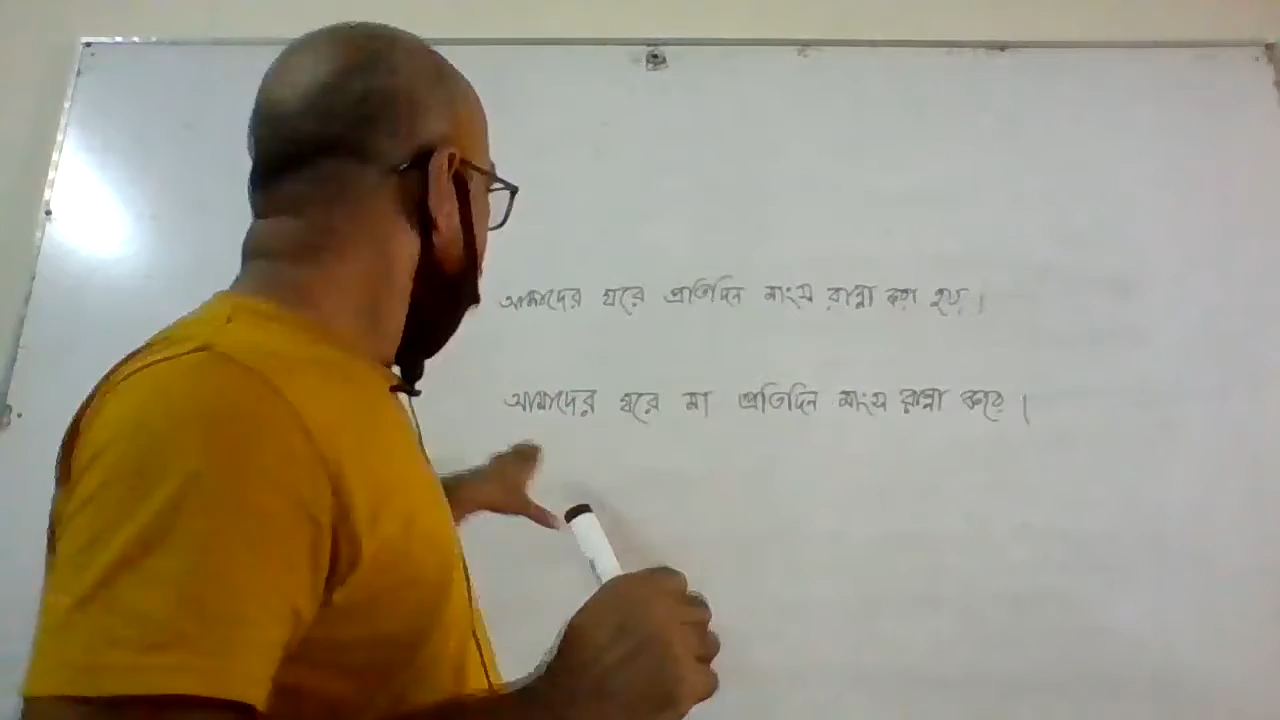 আমাদের ঘরে প্রতিদিন মাংস রান্না করা হয়।
আমাদের ঘরে মা প্রতিদিন মাংস রান্না করে।